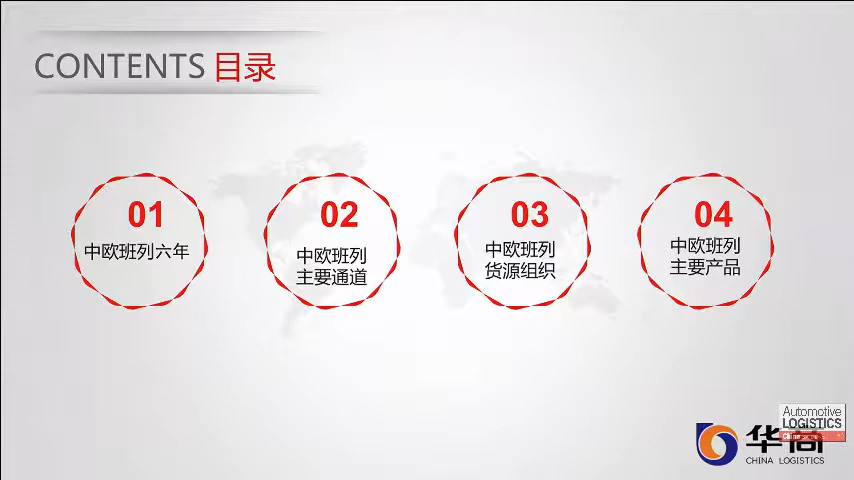 CONTENTS 目录
01
中欧班列六年
02
中欧班列
主要通道
03
中欧班列
货源组织
04
中欧班列
主要产品
Automotive
LOGISTICS
China
华商
CHINA LOGISTICS